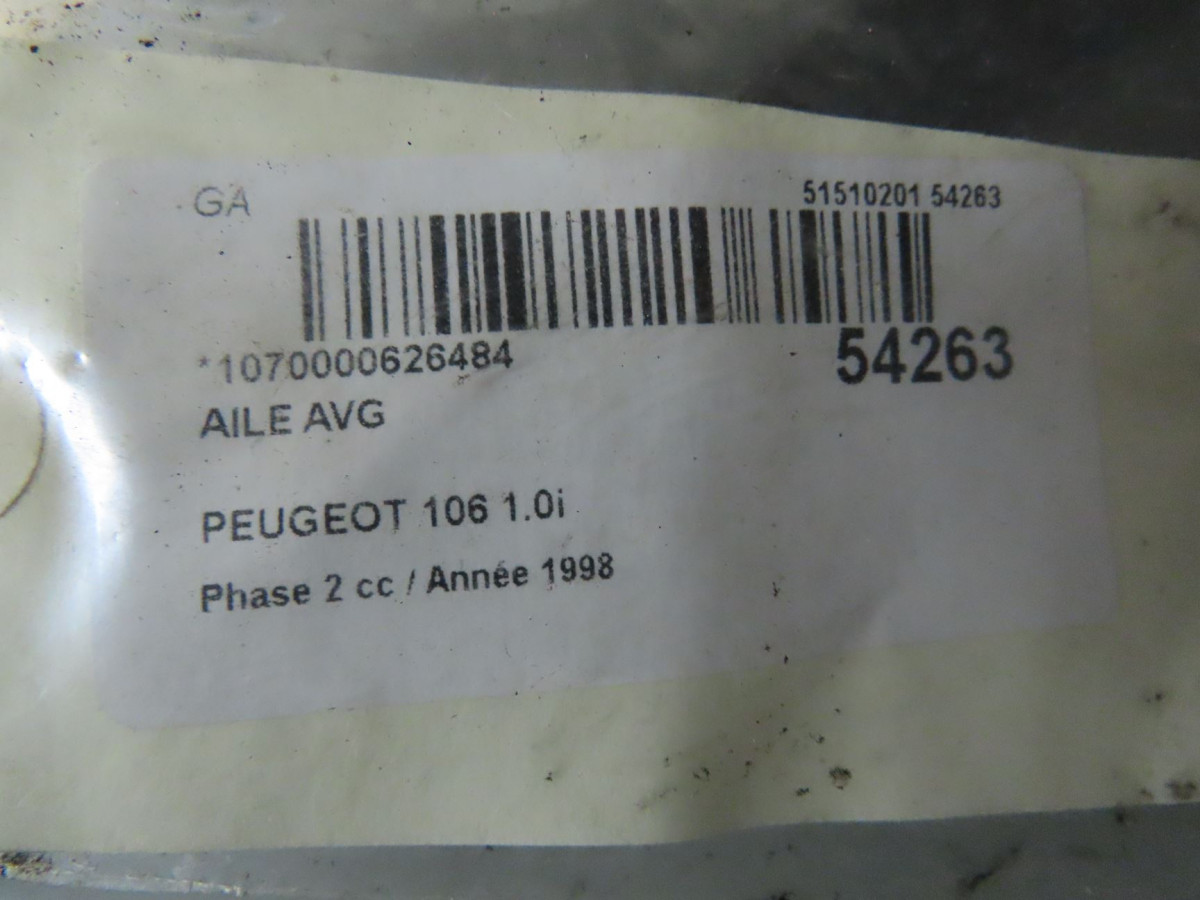 GA
51510201 54263
*1070000626484
54263
AILE AVG
PEUGEOT 106 1.0i
Phase 2 cc / Année 1998